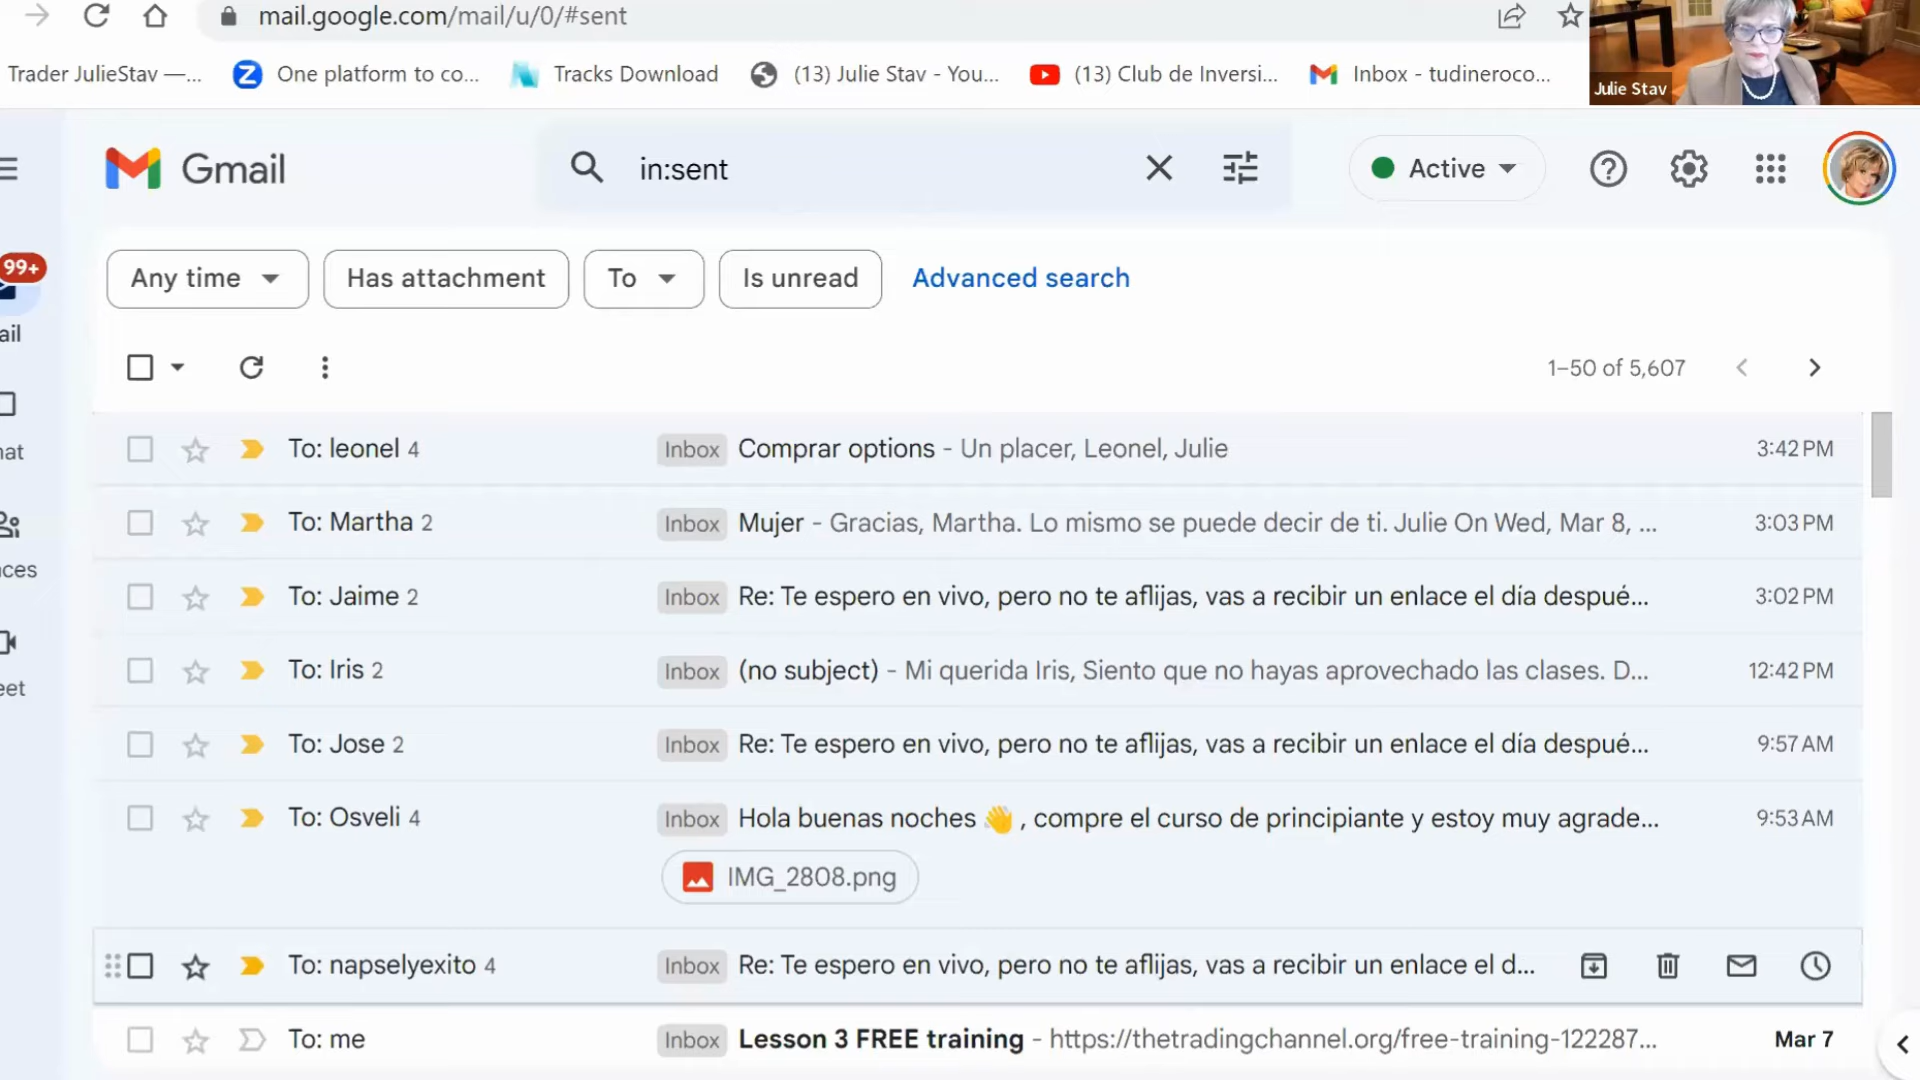 mail.google.com/mail/u/0/#sent
Trader JulieStav —...
One platform to co...
Tracks Download
(13) Julie Stav - You...
(13) Club de Inversi...
Inbox - tudineroco...
Julie Stav
Gmail
in:sent
Active
99+
ail
Any time
Has attachment
To
Is unread
Advanced search
1–50 of 5,607
hat
ces
eet
To: leonel 4 Inbox Comprar options - Un placer, Leonel, Julie 3:42 PM
To: Martha 2 Inbox Mujer - Gracias, Martha. Lo mismo se puede decir de ti. Julie On Wed, Mar 8, ... 3:03 PM
To: Jaime 2 Inbox Re: Te espero en vivo, pero no te aflijas, vas a recibir un enlace el día despué... 3:02 PM
To: Iris 2 Inbox (no subject) - Mi querida Iris, Siento que no hayas aprovechado las clases. D... 12:42 PM
To: Jose 2 Inbox Re: Te espero en vivo, pero no te aflijas, vas a recibir un enlace el día despué... 9:57 AM
To: Osveli 4 Inbox Hola buenas noches 👋 , compre el curso de principiante y estoy muy agrade... 9:53 AM
IMG_2808.png
To: napselyexito 4 Inbox Re: Te espero en vivo, pero no te aflijas, vas a recibir un enlace el d...
To: me Inbox Lesson 3 FREE training - https://thetradingchannel.org/free-training-122287... Mar 7